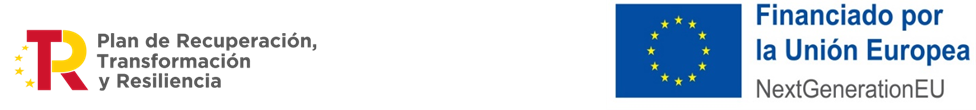 Plan de Recuperación,
Transformación
y Resiliencia
Financiado por
la Unión Europea
NextGenerationEU